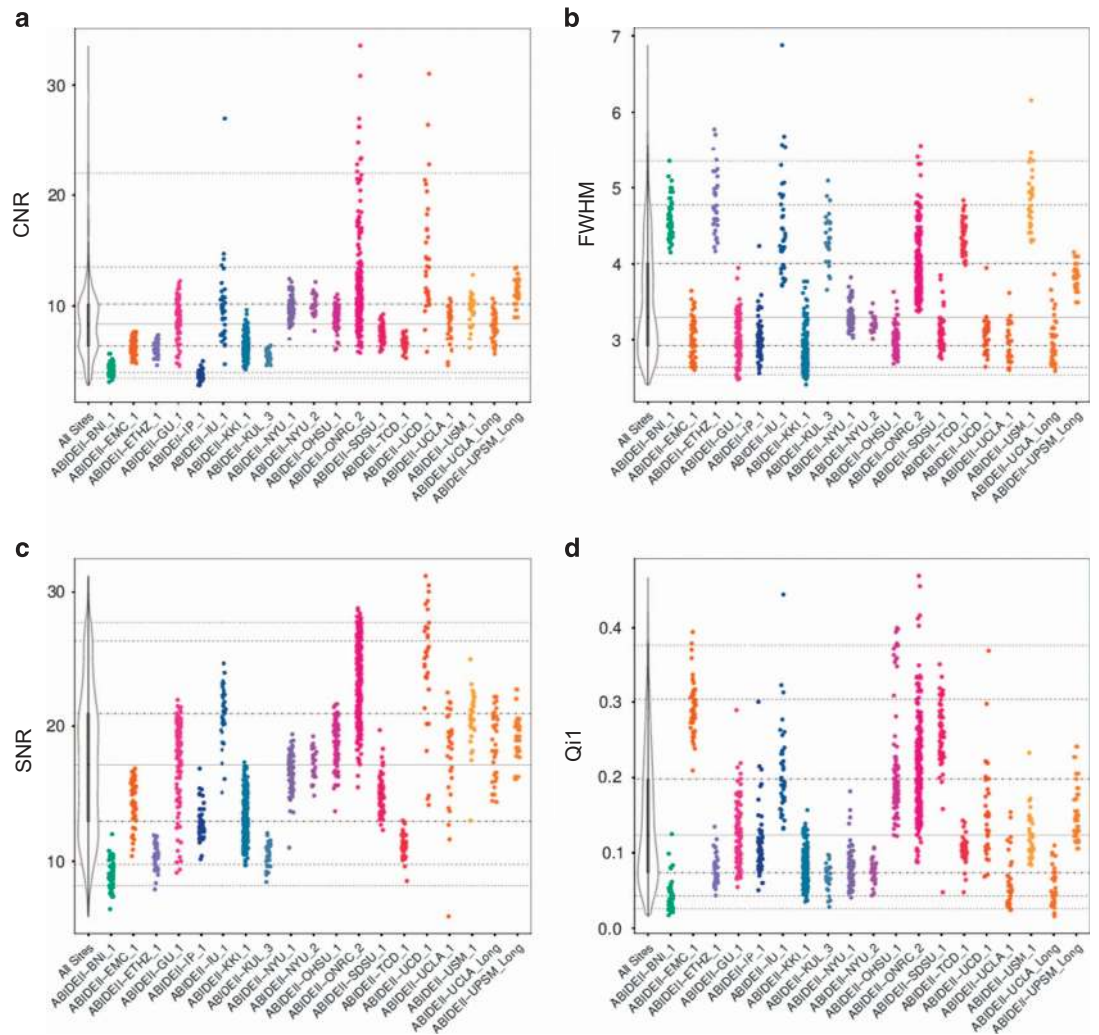 a
CNR
30
20
10
All Sites
ABIDEII-BNI_1
ABIDEII-EMC_1
ABIDEII-ETHZ_1
ABIDEII-GU_1
ABIDEII-IP_1
ABIDEII-IU_1
ABIDEII-KKI_1
ABIDEII-KUL_3
ABIDEII-NYU_1
ABIDEII-NYU_2
ABIDEII-OHSU_1
ABIDEII-ONRC_2
ABIDEII-SDSU_1
ABIDEII-TCD_1
ABIDEII-UCD_1
ABIDEII-UCLA_1
ABIDEII-USM_1
ABIDEII-UCLA_Long
ABIDEII-UPSM_Long
b
FWHM
7
6
5
4
3
All Sites
ABIDEII-BNI_1
ABIDEII-EMC_1
ABIDEII-ETHZ_1
ABIDEII-GU_1
ABIDEII-IP_1
ABIDEII-IU_1
ABIDEII-KKI_1
ABIDEII-KUL_3
ABIDEII-NYU_1
ABIDEII-NYU_2
ABIDEII-OHSU_1
ABIDEII-ONRC_2
ABIDEII-SDSU_1
ABIDEII-TCD_1
ABIDEII-UCD_1
ABIDEII-UCLA_1
ABIDEII-USM_1
ABIDEII-UCLA_Long
ABIDEII-UPSM_Long
c
SNR
30
20
10
All Sites
ABIDEII-BNI_1
ABIDEII-EMC_1
ABIDEII-ETHZ_1
ABIDEII-GU_1
ABIDEII-IP_1
ABIDEII-IU_1
ABIDEII-KKI_1
ABIDEII-KUL_3
ABIDEII-NYU_1
ABIDEII-NYU_2
ABIDEII-OHSU_1
ABIDEII-ONRC_2
ABIDEII-SDSU_1
ABIDEII-TCD_1
ABIDEII-UCD_1
ABIDEII-UCLA_1
ABIDEII-USM_1
ABIDEII-UCLA_Long
ABIDEII-UPSM_Long
d
Qi1
0.4
0.3
0.2
0.1
0.0
All Sites
ABIDEII-BNI_1
ABIDEII-EMC_1
ABIDEII-ETHZ_1
ABIDEII-GU_1
ABIDEII-IP_1
ABIDEII-IU_1
ABIDEII-KKI_1
ABIDEII-KUL_3
ABIDEII-NYU_1
ABIDEII-NYU_2
ABIDEII-OHSU_1
ABIDEII-ONRC_2
ABIDEII-SDSU_1
ABIDEII-TCD_1
ABIDEII-UCD_1
ABIDEII-UCLA_1
ABIDEII-USM_1
ABIDEII-UCLA_Long
ABIDEII-UPSM_Long